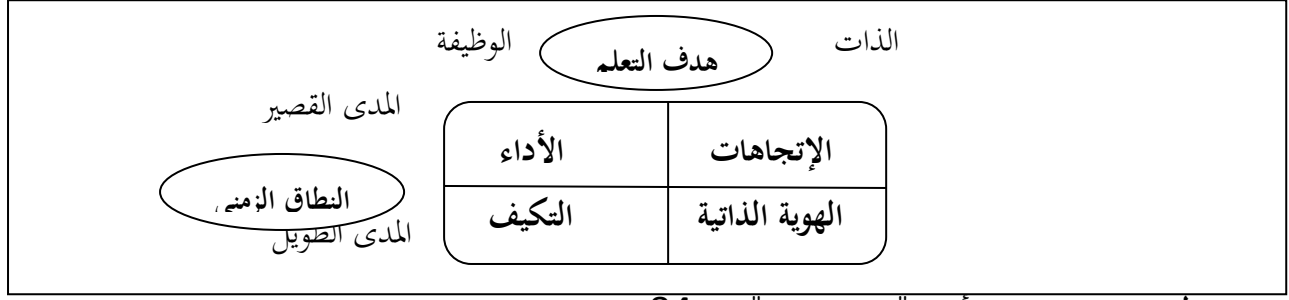 الذات
هدف التعلم
الوظيفة
المدى القصير
الإتجاهات
الأداء
النطاق الزمني
الهوية الذاتية
التكيف
المدى الطويل